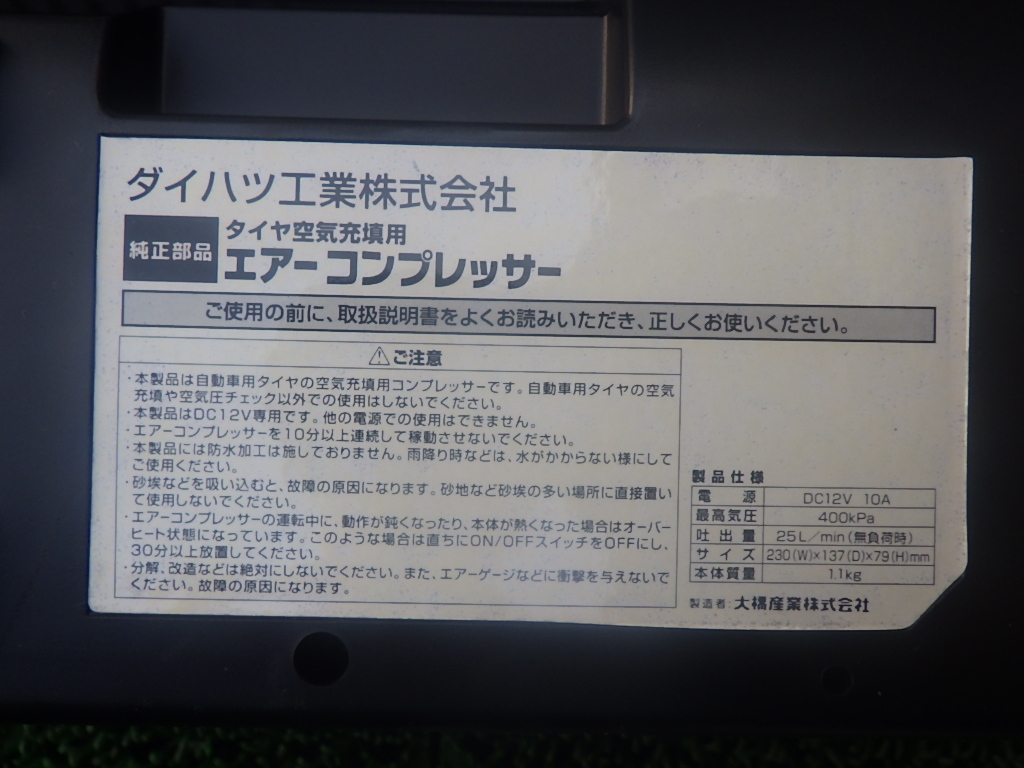 ダイハツ工業株式会社
純正部品
タイヤ空気充填用
エアーコンプレッサー
ご使用の前に、取扱説明書をよくお読みいただき、正しくお使いください。
⚠ご注意
・本製品は自動車用タイヤの空気充填用コンプレッサーです。自動車用タイヤの空気
充填や空気圧チェック以外での使用はしないでください。
・本製品はDC12V専用です。他の電源での使用はできません。
・エアーコンプレッサーを10分以上連続して稼動させないでください。
・本製品には防水加工は施しておりません。雨降り時などは、水がかからない様にして
ご使用ください。
・砂埃などを吸い込むと、故障の原因になります。砂地など砂埃の多い場所に直接置い
て使用しないでください。
・エアーコンプレッサーの運転中に、動作が鈍くなったり、本体が熱くなった場合はオーバー
ヒート状態になっています。このような場合は直ちにON/OFFスイッチをOFFにし、
30分以上放置してください。
・分解、改造などは絶対にしないでください。また、エアーゲージなどに衝撃を与えないで
ください。故障の原因になります。
製品仕様
電源 DC12V 10A
最高気圧 400kPa
吐出量 25L/min(無負荷時)
サイズ 230(W)×137(D)×79(H)mm
本体質量 1.1kg
製造者:大橋産業株式会社